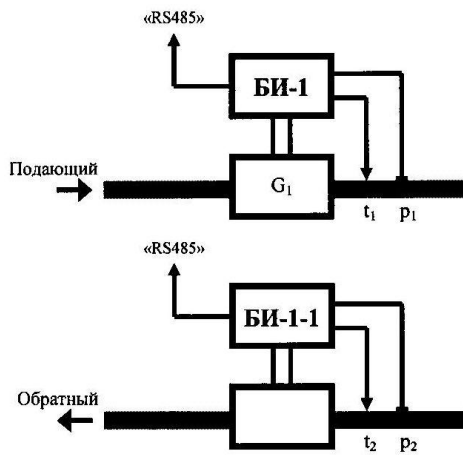 «RS485»
БИ-1
Подающий
G₁
t₁ p₁
«RS485»
БИ-1-1
Обратный
t₂ p₂